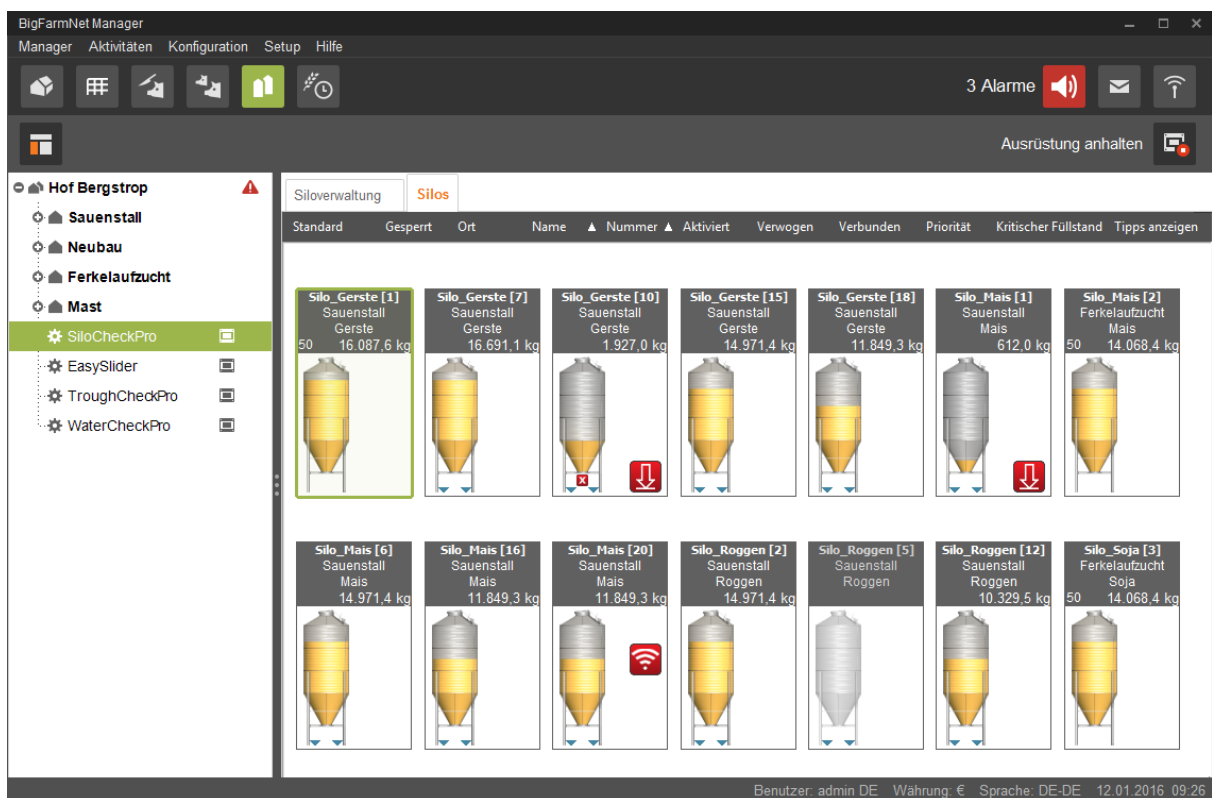 BigFarmNet Manager
Manager Aktivitäten Konfiguration Setup Hilfe
3 Alarme
Ausrüstung anhalten
Hof Bergstrop
Sauenstall
Neubau
Ferkelaufzucht
Mast
SiloCheckPro
EasySlider
TroughCheckPro
WaterCheckPro
Siloverwaltung Silos
Standard Gesperrt Ort Name ▲ Nummer ▲ Aktiviert Verwogen Verbunden Priorität Kritischer Füllstand Tipps anzeigen
Silo_Gerste [1]
Sauenstall
Gerste
50 16.087,6 kg
Silo_Gerste [7]
Sauenstall
Gerste
16.691,1 kg
Silo_Gerste [10]
Sauenstall
Gerste
1.927,0 kg
x
Silo_Gerste [15]
Sauenstall
Gerste
14.971,4 kg
Silo_Gerste [18]
Sauenstall
Gerste
11.849,3 kg
Silo_Mais [1]
Sauenstall
Mais
612,0 kg
Silo_Mais [2]
Ferkelaufzucht
Mais
50 14.068,4 kg
Silo_Mais [6]
Sauenstall
Mais
14.971,4 kg
Silo_Mais [16]
Sauenstall
Mais
11.849,3 kg
Silo_Mais [20]
Sauenstall
Mais
11.849,3 kg
Silo_Roggen [2]
Sauenstall
Roggen
14.971,4 kg
Silo_Roggen [5]
Sauenstall
Roggen
Silo_Roggen [12]
Sauenstall
Roggen
10.329,5 kg
Silo_Soja [3]
Ferkelaufzucht
Soja
50 14.068,4 kg
Benutzer: admin DE Währung: € Sprache: DE-DE 12.01.2016 09:26